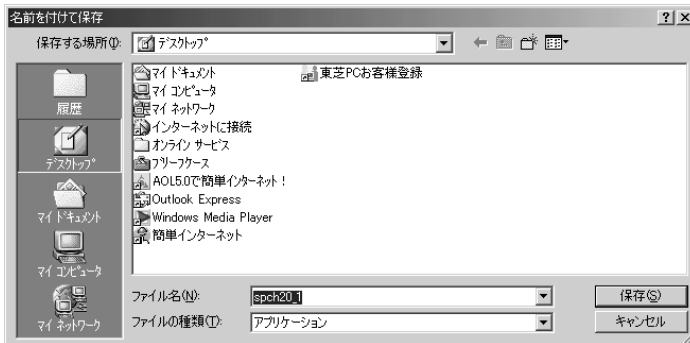 名前を付けて保存
保存する場所(I): デスクトップ
履歴
デスクトップ
マイ ドキュメント
マイ コンピュータ
マイ ネットワーク
マイ ドキュメント
マイ コンピュータ
マイ ネットワーク
インターネットに接続
オンライン サービス
ブリーフケース
AOL5.0で簡単インターネット!
Outlook Express
Windows Media Player
簡単インターネット
東芝PCお客様登録
ファイル名(N): spch20_1
保存(S)
ファイルの種類(T): アプリケーション
キャンセル